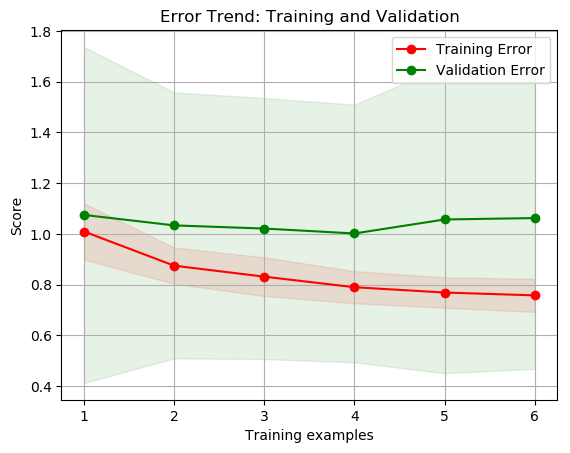 Error Trend: Training and Validation
Training Error
Validation Error
Score
1.8
1.6
1.4
1.2
1.0
0.8
0.6
0.4
1 2 3 4 5 6
Training examples